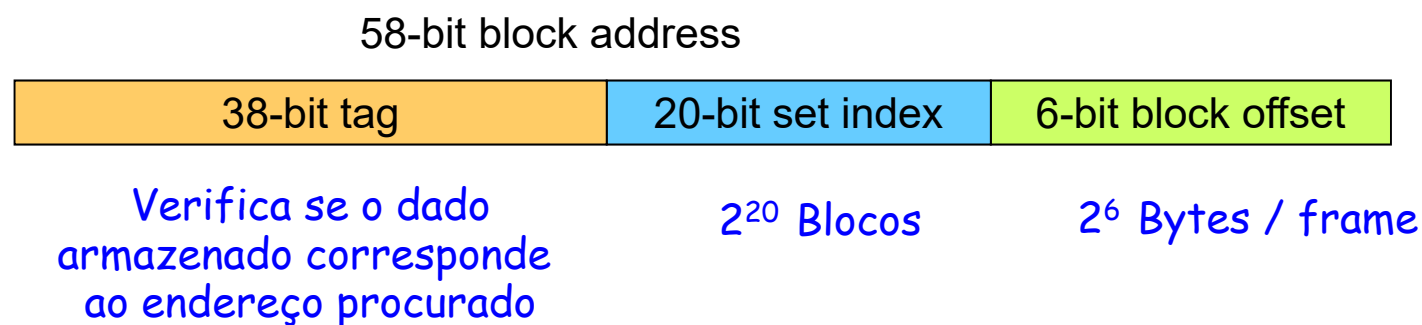 58-bit block address
38-bit tag
20-bit set index
6-bit block offset
Verifica se o dado
armazenado corresponde
ao endereço procurado
2²⁰ Blocos
2⁶ Bytes / frame